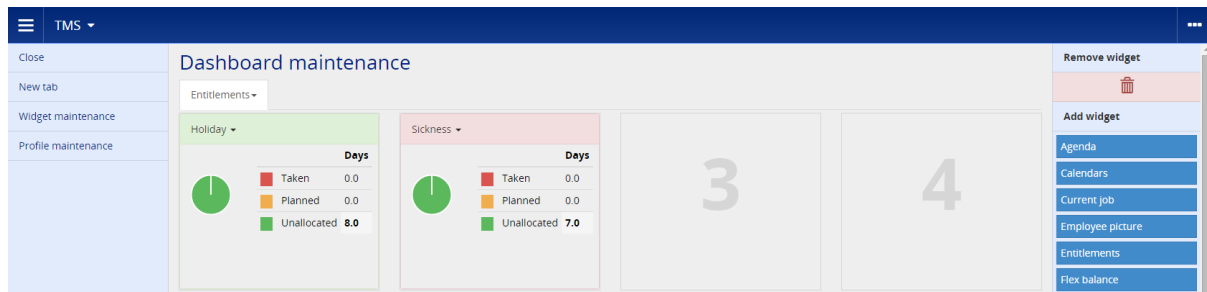 TMS
Close
New tab
Widget maintenance
Profile maintenance
Dashboard maintenance
Entitlements
Holiday
Days
Taken 0.0
Planned 0.0
Unallocated 8.0
Sickness
Days
Taken 0.0
Planned 0.0
Unallocated 7.0
3
4
Remove widget
Add widget
Agenda
Calendars
Current job
Employee picture
Entitlements
Flex balance